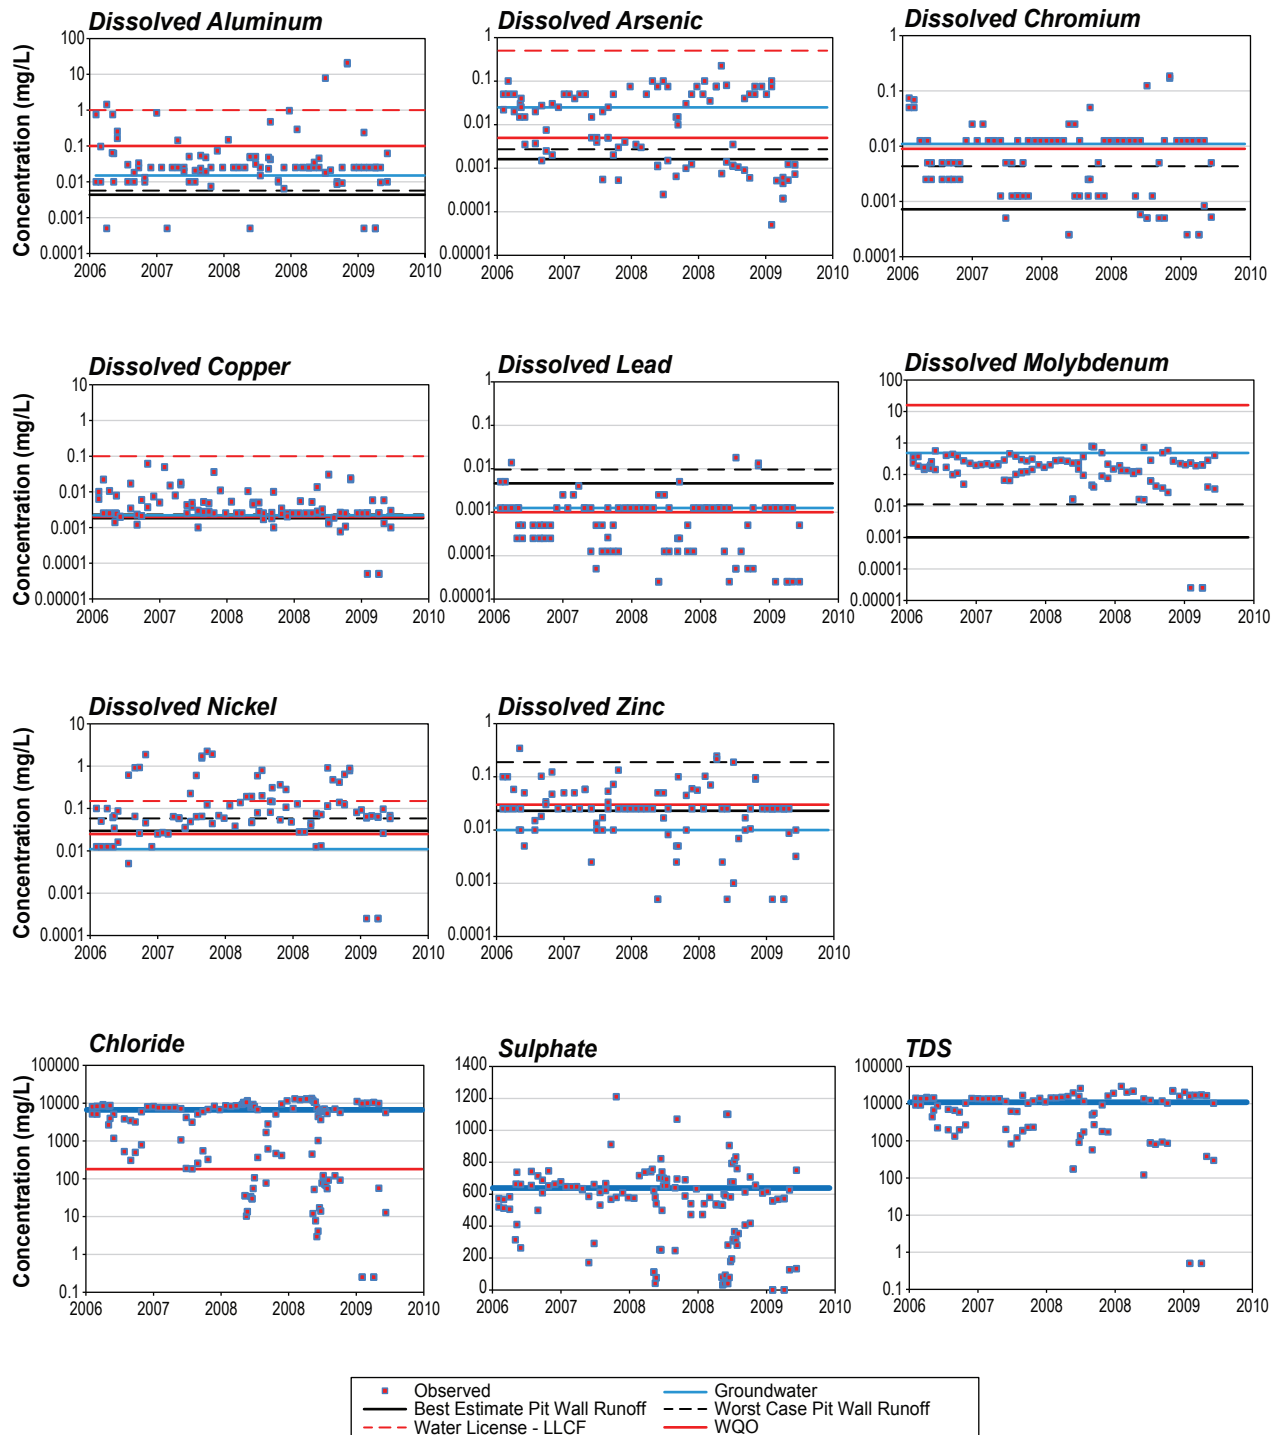 Dissolved Aluminum
Dissolved Arsenic
Dissolved Chromium
Concentration (mg/L)
100
10
1
0.1
0.01
0.001
0.0001
2006 2007 2008 2008 2009 2010
1
0.1
0.01
0.001
0.0001
0.00001
2006 2007 2008 2008 2009 2010
1
0.1
0.01
0.001
0.0001
2006 2007 2008 2008 2009 2010
Dissolved Copper
Dissolved Lead
Dissolved Molybdenum
Concentration (mg/L)
10
1
0.1
0.01
0.001
0.0001
0.00001
2006 2007 2008 2008 2009 2010
1
0.1
0.01
0.001
0.0001
0.00001
2006 2007 2008 2008 2009 2010
100
10
1
0.1
0.01
0.001
0.0001
0.00001
2006 2007 2008 2008 2009 2010
Dissolved Nickel
Dissolved Zinc
Concentration (mg/L)
10
1
0.1
0.01
0.001
0.0001
2006 2007 2008 2008 2009 2010
1
0.1
0.01
0.001
0.0001
2006 2007 2008 2008 2009 2010
Chloride
Sulphate
TDS
Concentration (mg/L)
100000
10000
1000
100
10
1
0.1
2006 2007 2008 2008 2009 2010
1400
1200
1000
800
600
400
200
0
2006 2007 2008 2008 2009 2010
100000
10000
1000
100
10
1
0.1
2006 2007 2008 2008 2009 2010
Observed
Groundwater
Best Estimate Pit Wall Runoff
Worst Case Pit Wall Runoff
Water License - LLCF
WQO